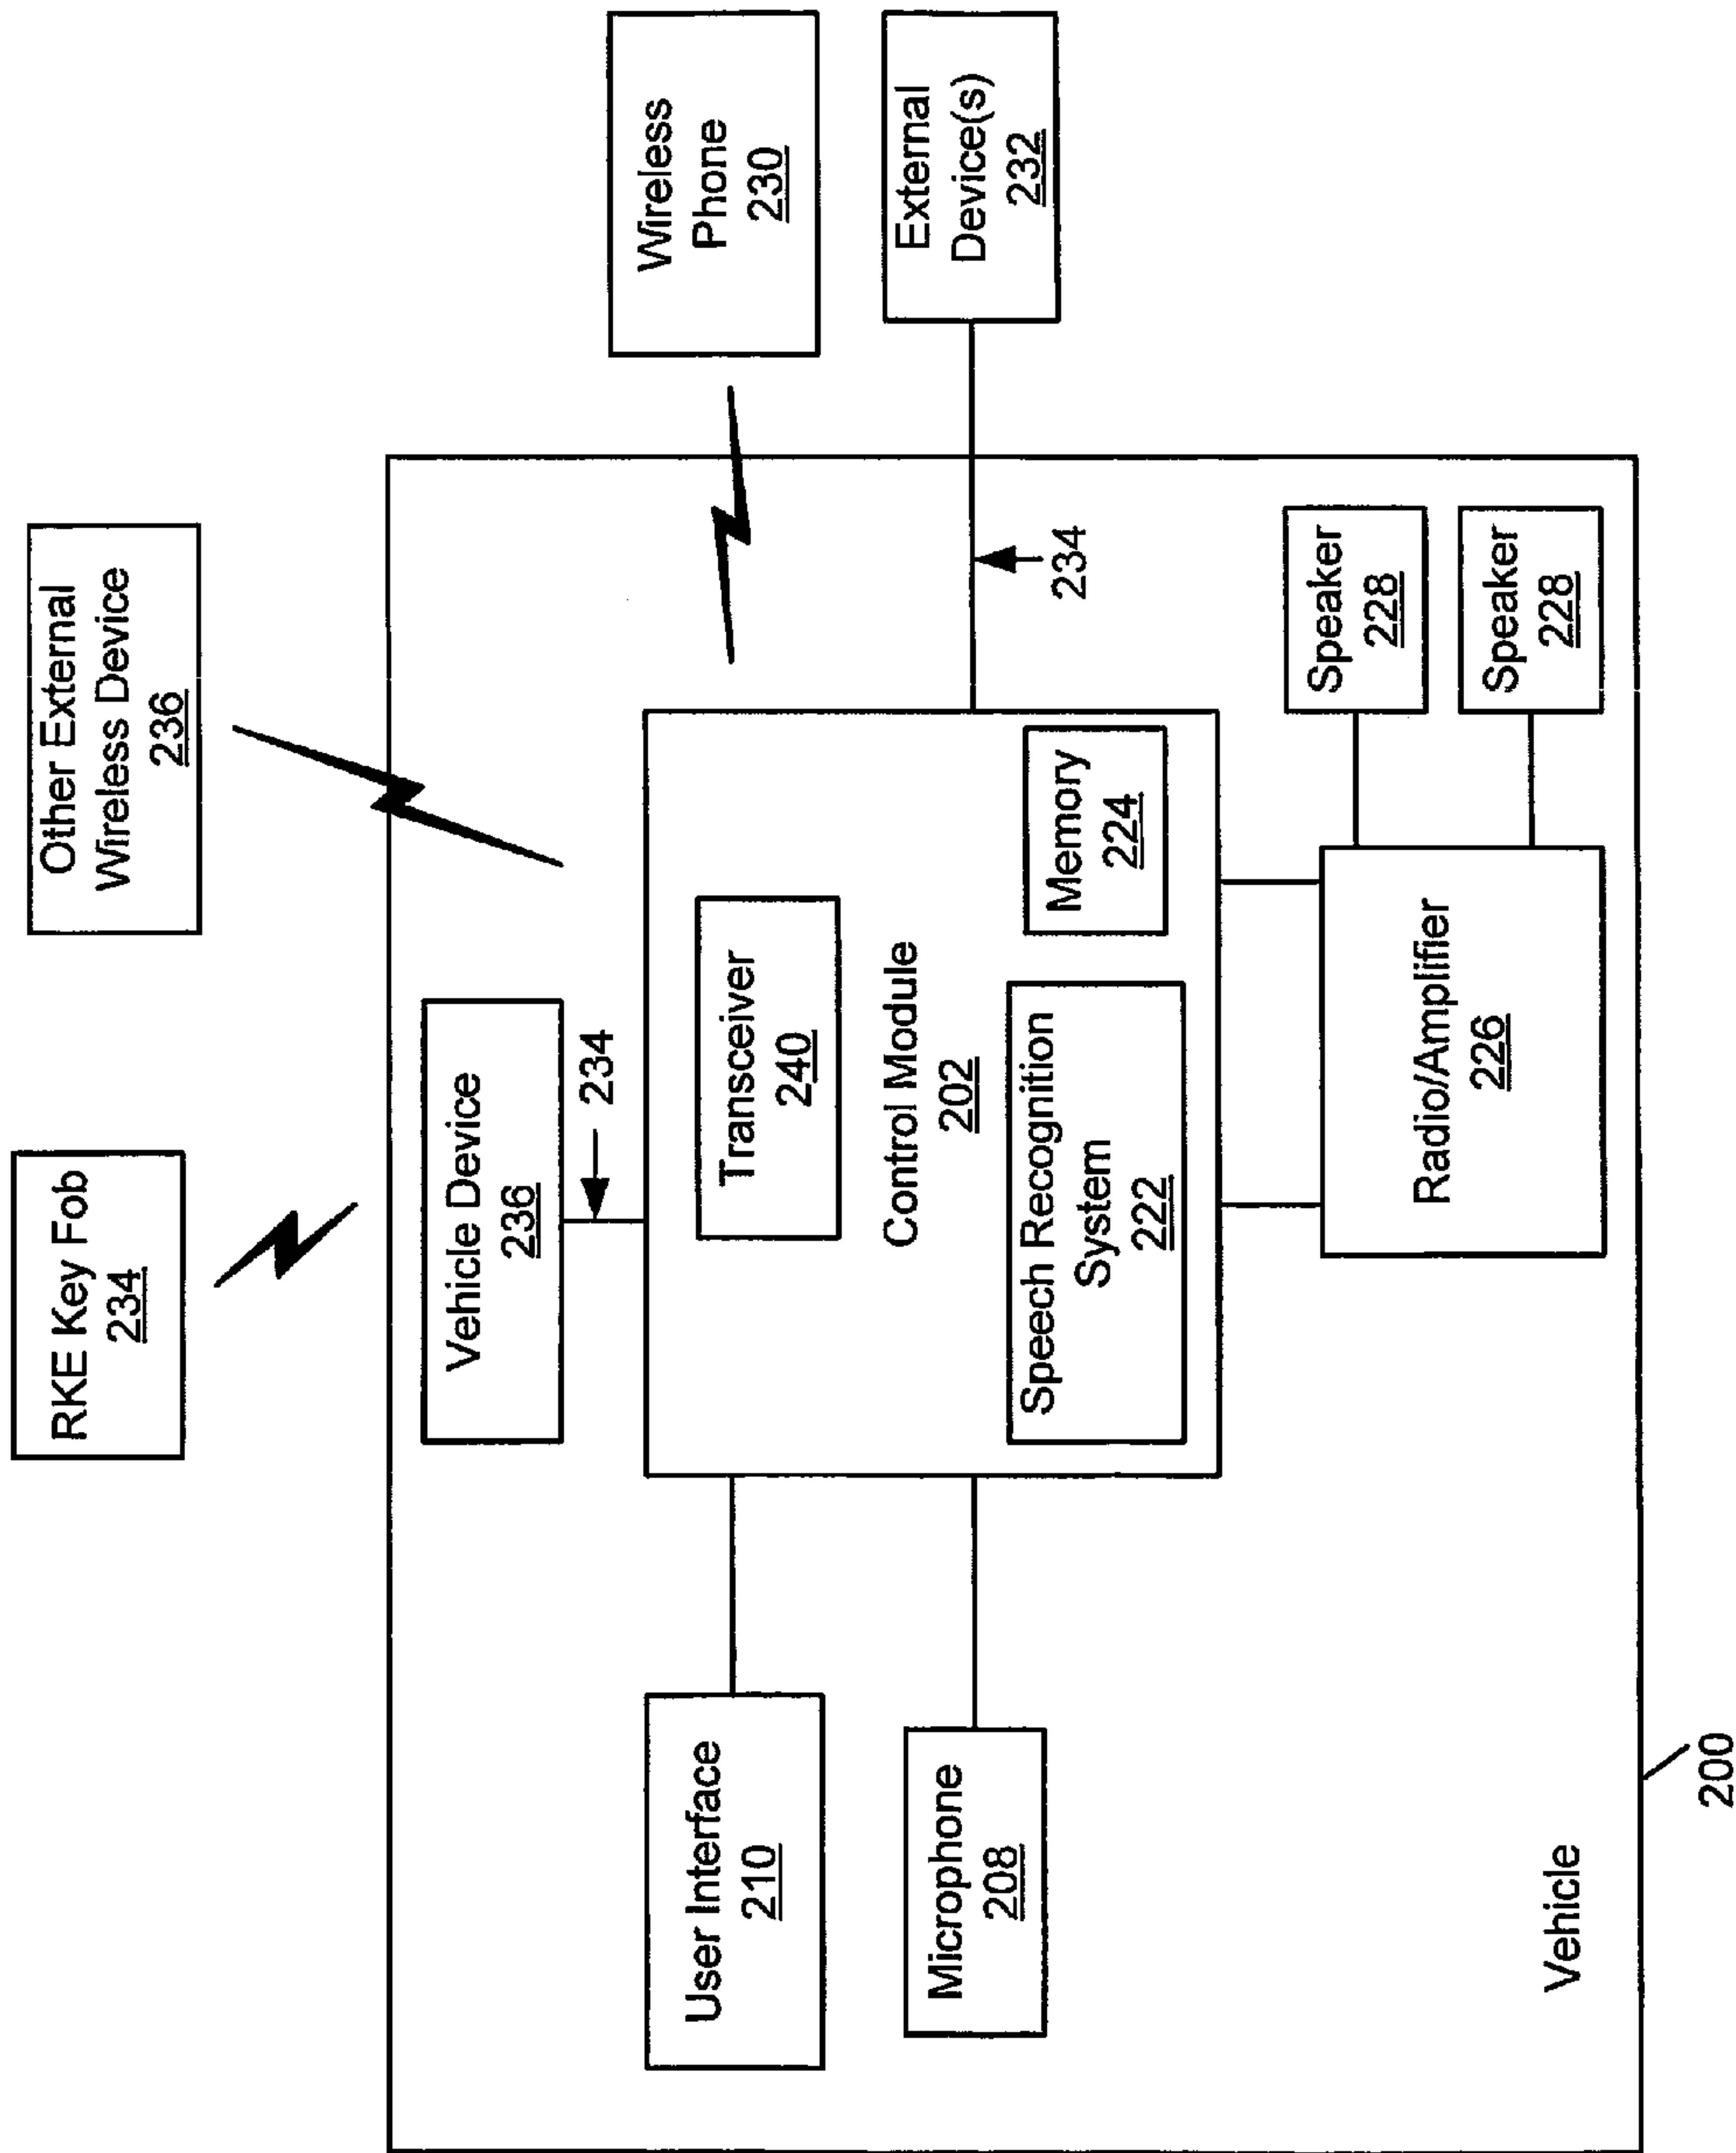 RKE Key Fob
234
Other External
Wireless Device
236
Vehicle Device
236
234
Wireless
Phone
230
User Interface
210
Transceiver
240
Control Module
202
External
Device(s)
232
Microphone
208
Speech Recognition
System
222
Memory
224
234
Radio/Amplifier
226
Speaker
228
Speaker
228
Vehicle
200